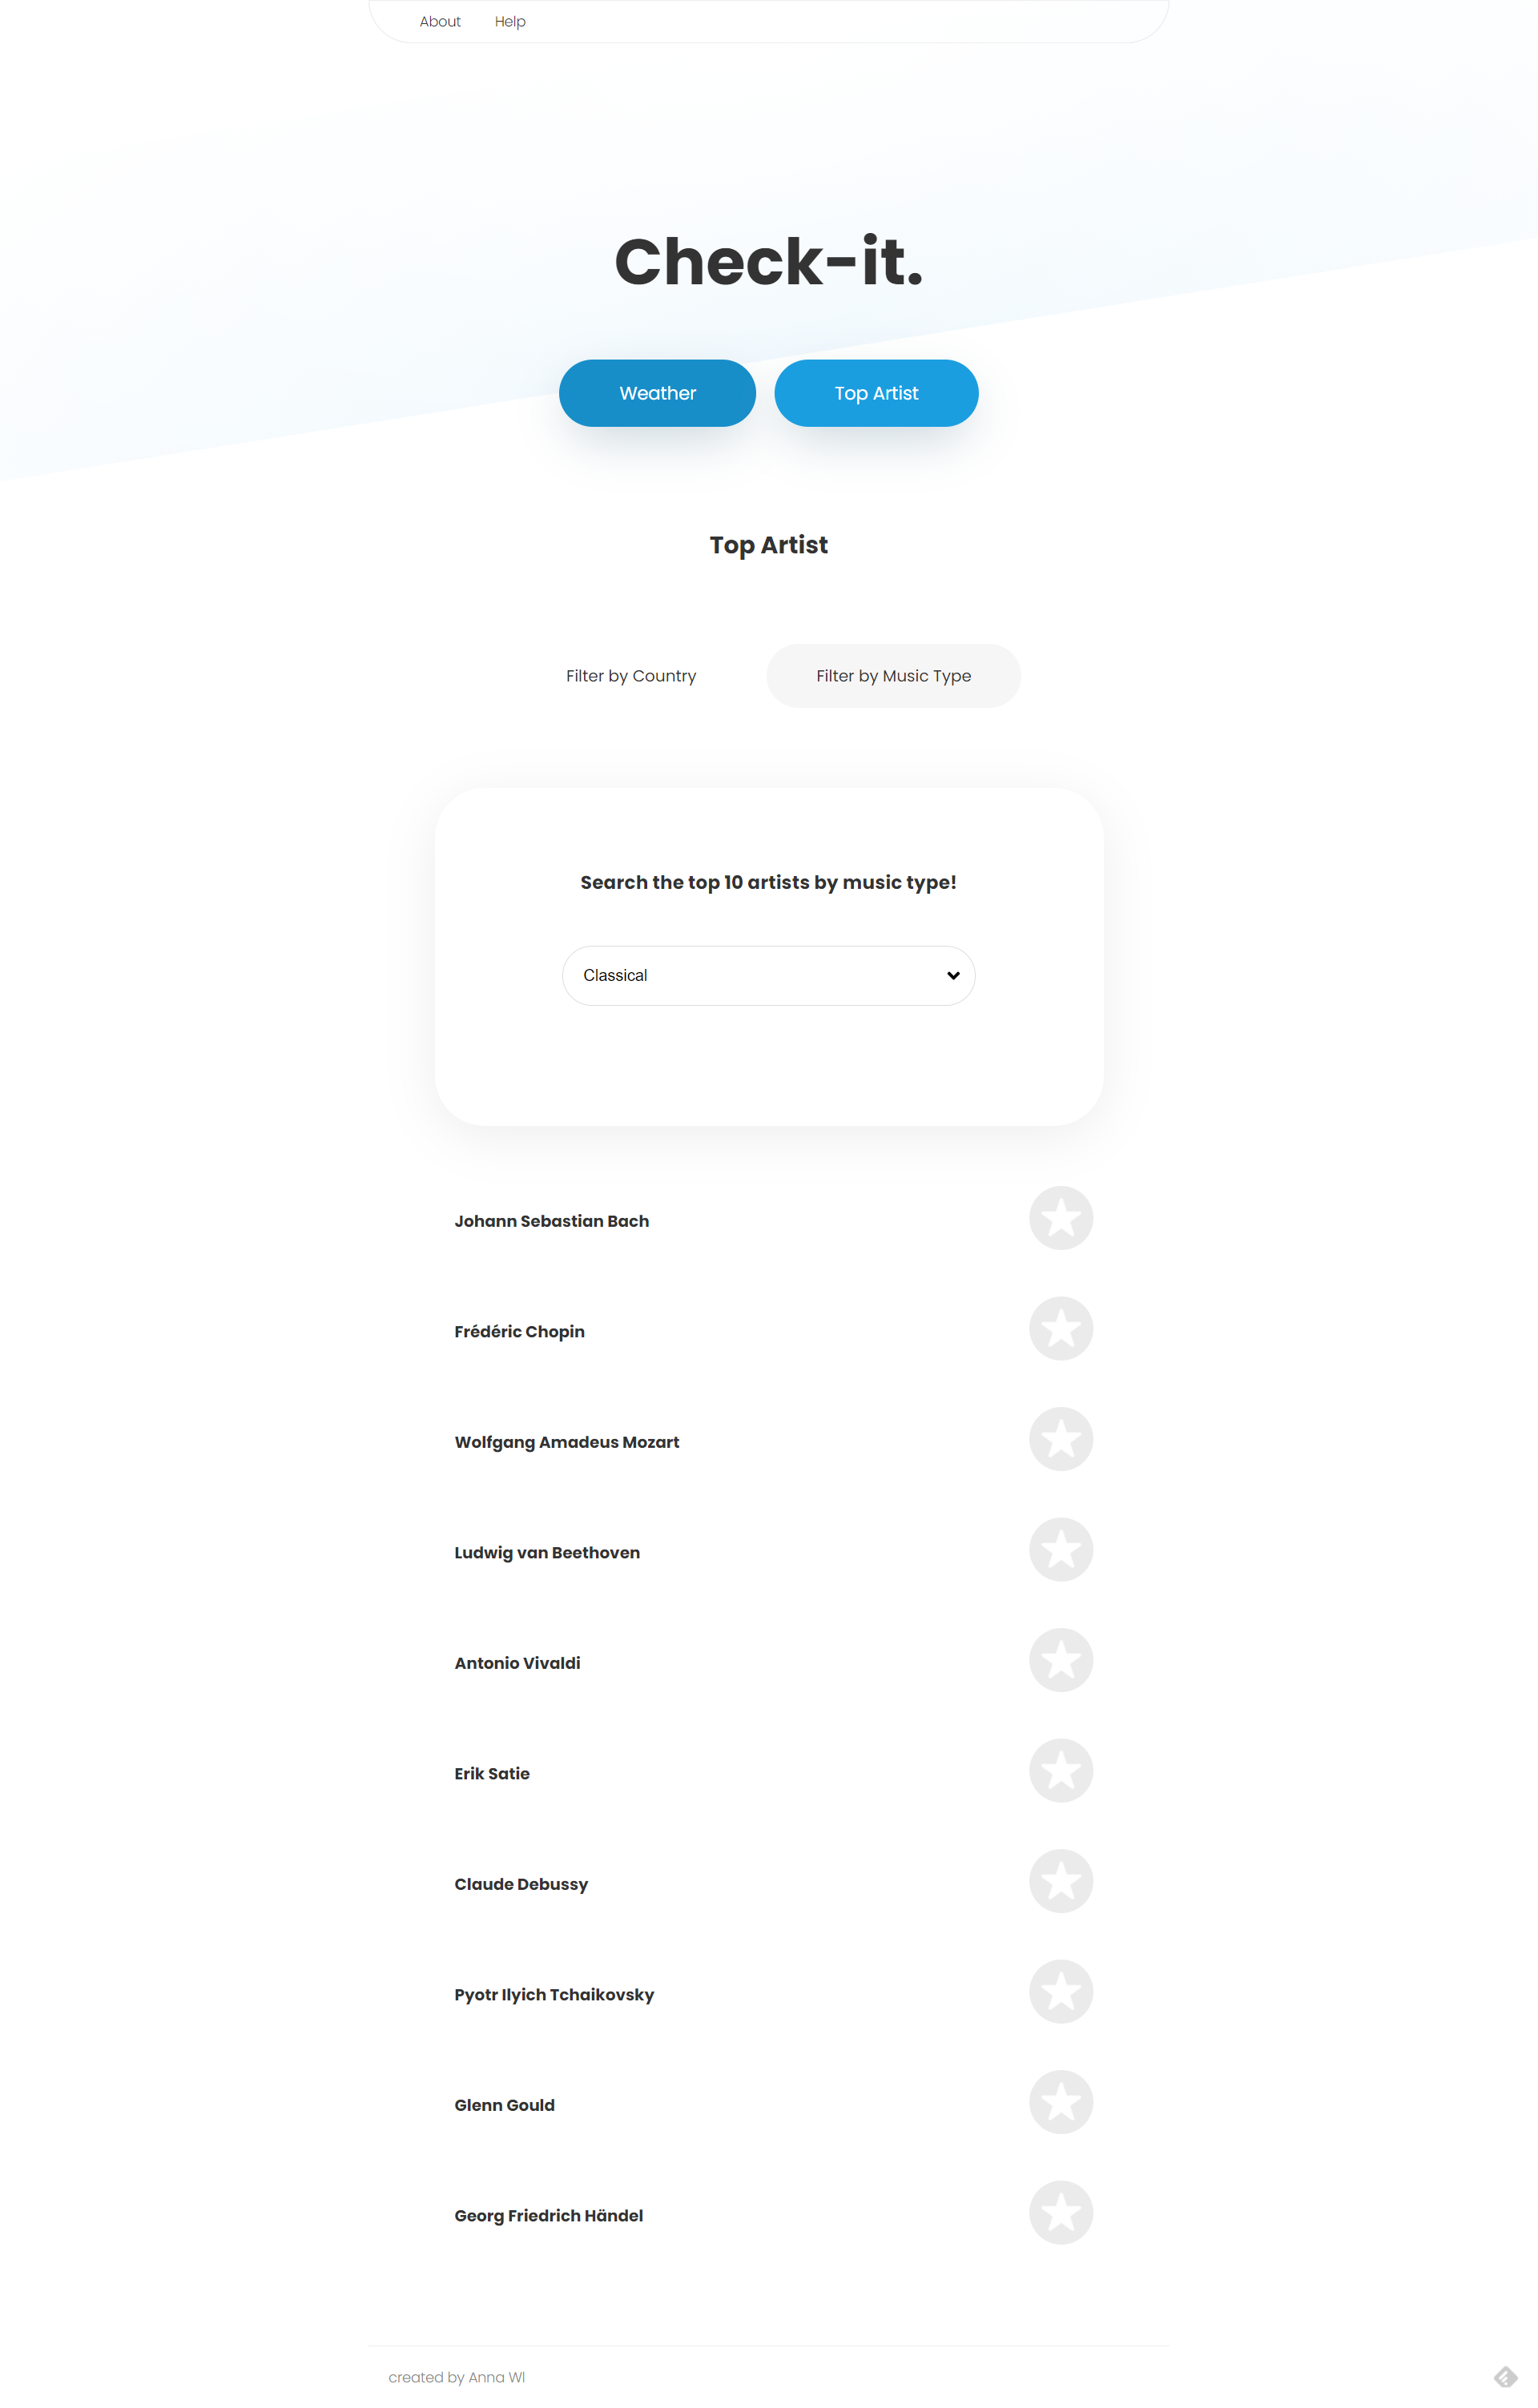 About Help
Check-it.
Weather Top Artist
Top Artist
Filter by Country Filter by Music Type
Search the top 10 artists by music type!
Classical
Johann Sebastian Bach
Frédéric Chopin
Wolfgang Amadeus Mozart
Ludwig van Beethoven
Antonio Vivaldi
Erik Satie
Claude Debussy
Pyotr Ilyich Tchaikovsky
Glenn Gould
Georg Friedrich Händel
created by Anna Wl